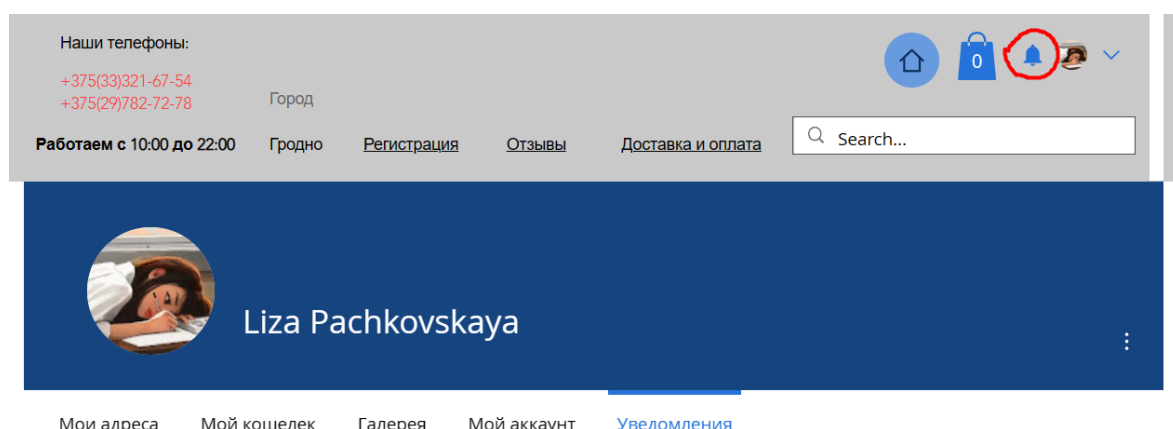 Наши телефоны:
+375(33)321-67-54
+375(29)782-72-78
Город
0
Работаем с 10:00 до 22:00
Гродно
Регистрация
Отзывы
Доставка и оплата
Search...
Liza Pachkovskaya
Мои адреса
Мой кошелек
Галерея
Мой аккаунт
Уведомления